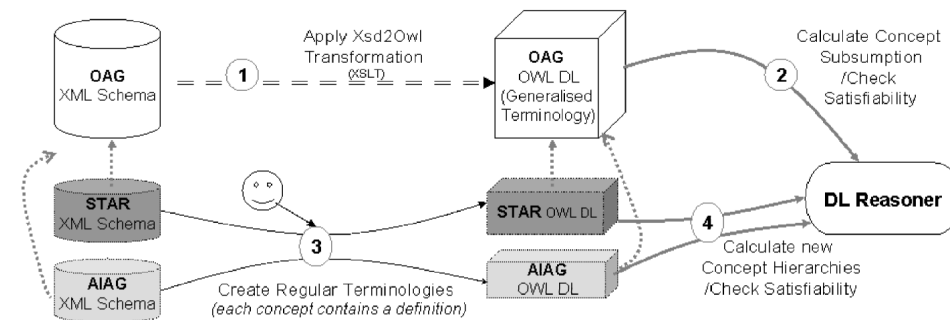 OAG
XML Schema
1
Apply Xsd2Owl
Transformation
(XSLT)
OAG
OWL DL
(Generalised
Terminology)
2
Calculate Concept
Subsumption
/Check
Satisfiability
STAR
XML Schema
3
STAR OWL DL
4
DL Reasoner
AIAG
XML Schema
Create Regular Terminologies
(each concept contains a definition)
AIAG
OWL DL
Calculate new
Concept Hierarchies
/Check Satisfiability